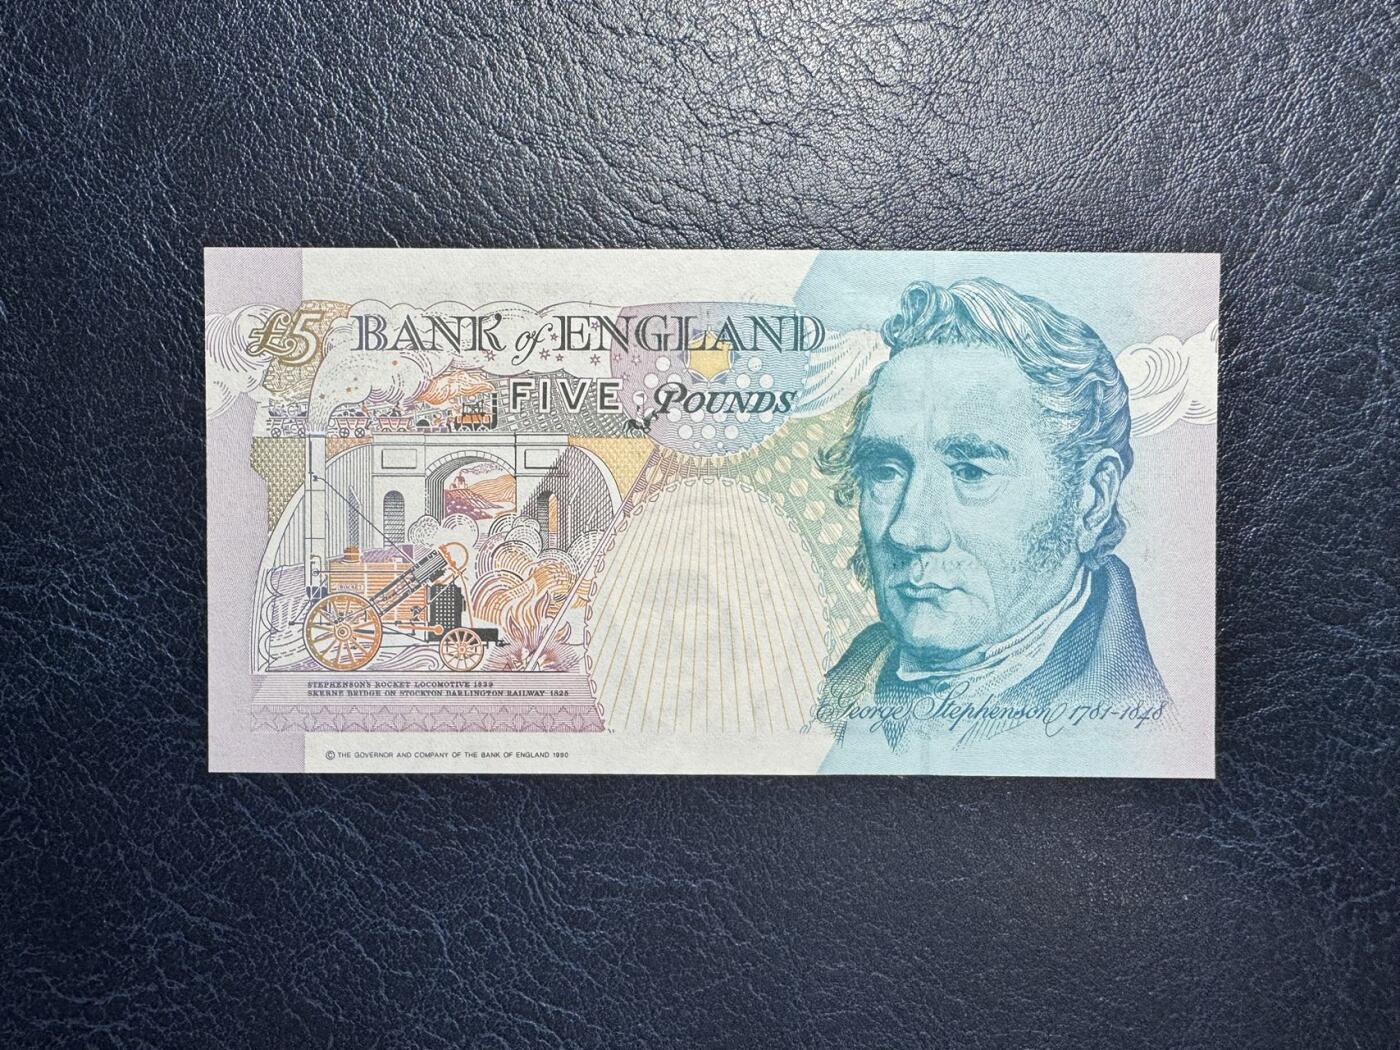 £5 BANK of ENGLAND
FIVE POUNDS
ROCKET
STEPHENSON'S ROCKET LOCOMOTIVE 1829
SKERNE BRIDGE ON STOCKTON DARLINGTON RAILWAY 1825
George Stephenson 1781-1848
© THE GOVERNOR AND COMPANY OF THE BANK OF ENGLAND 1990